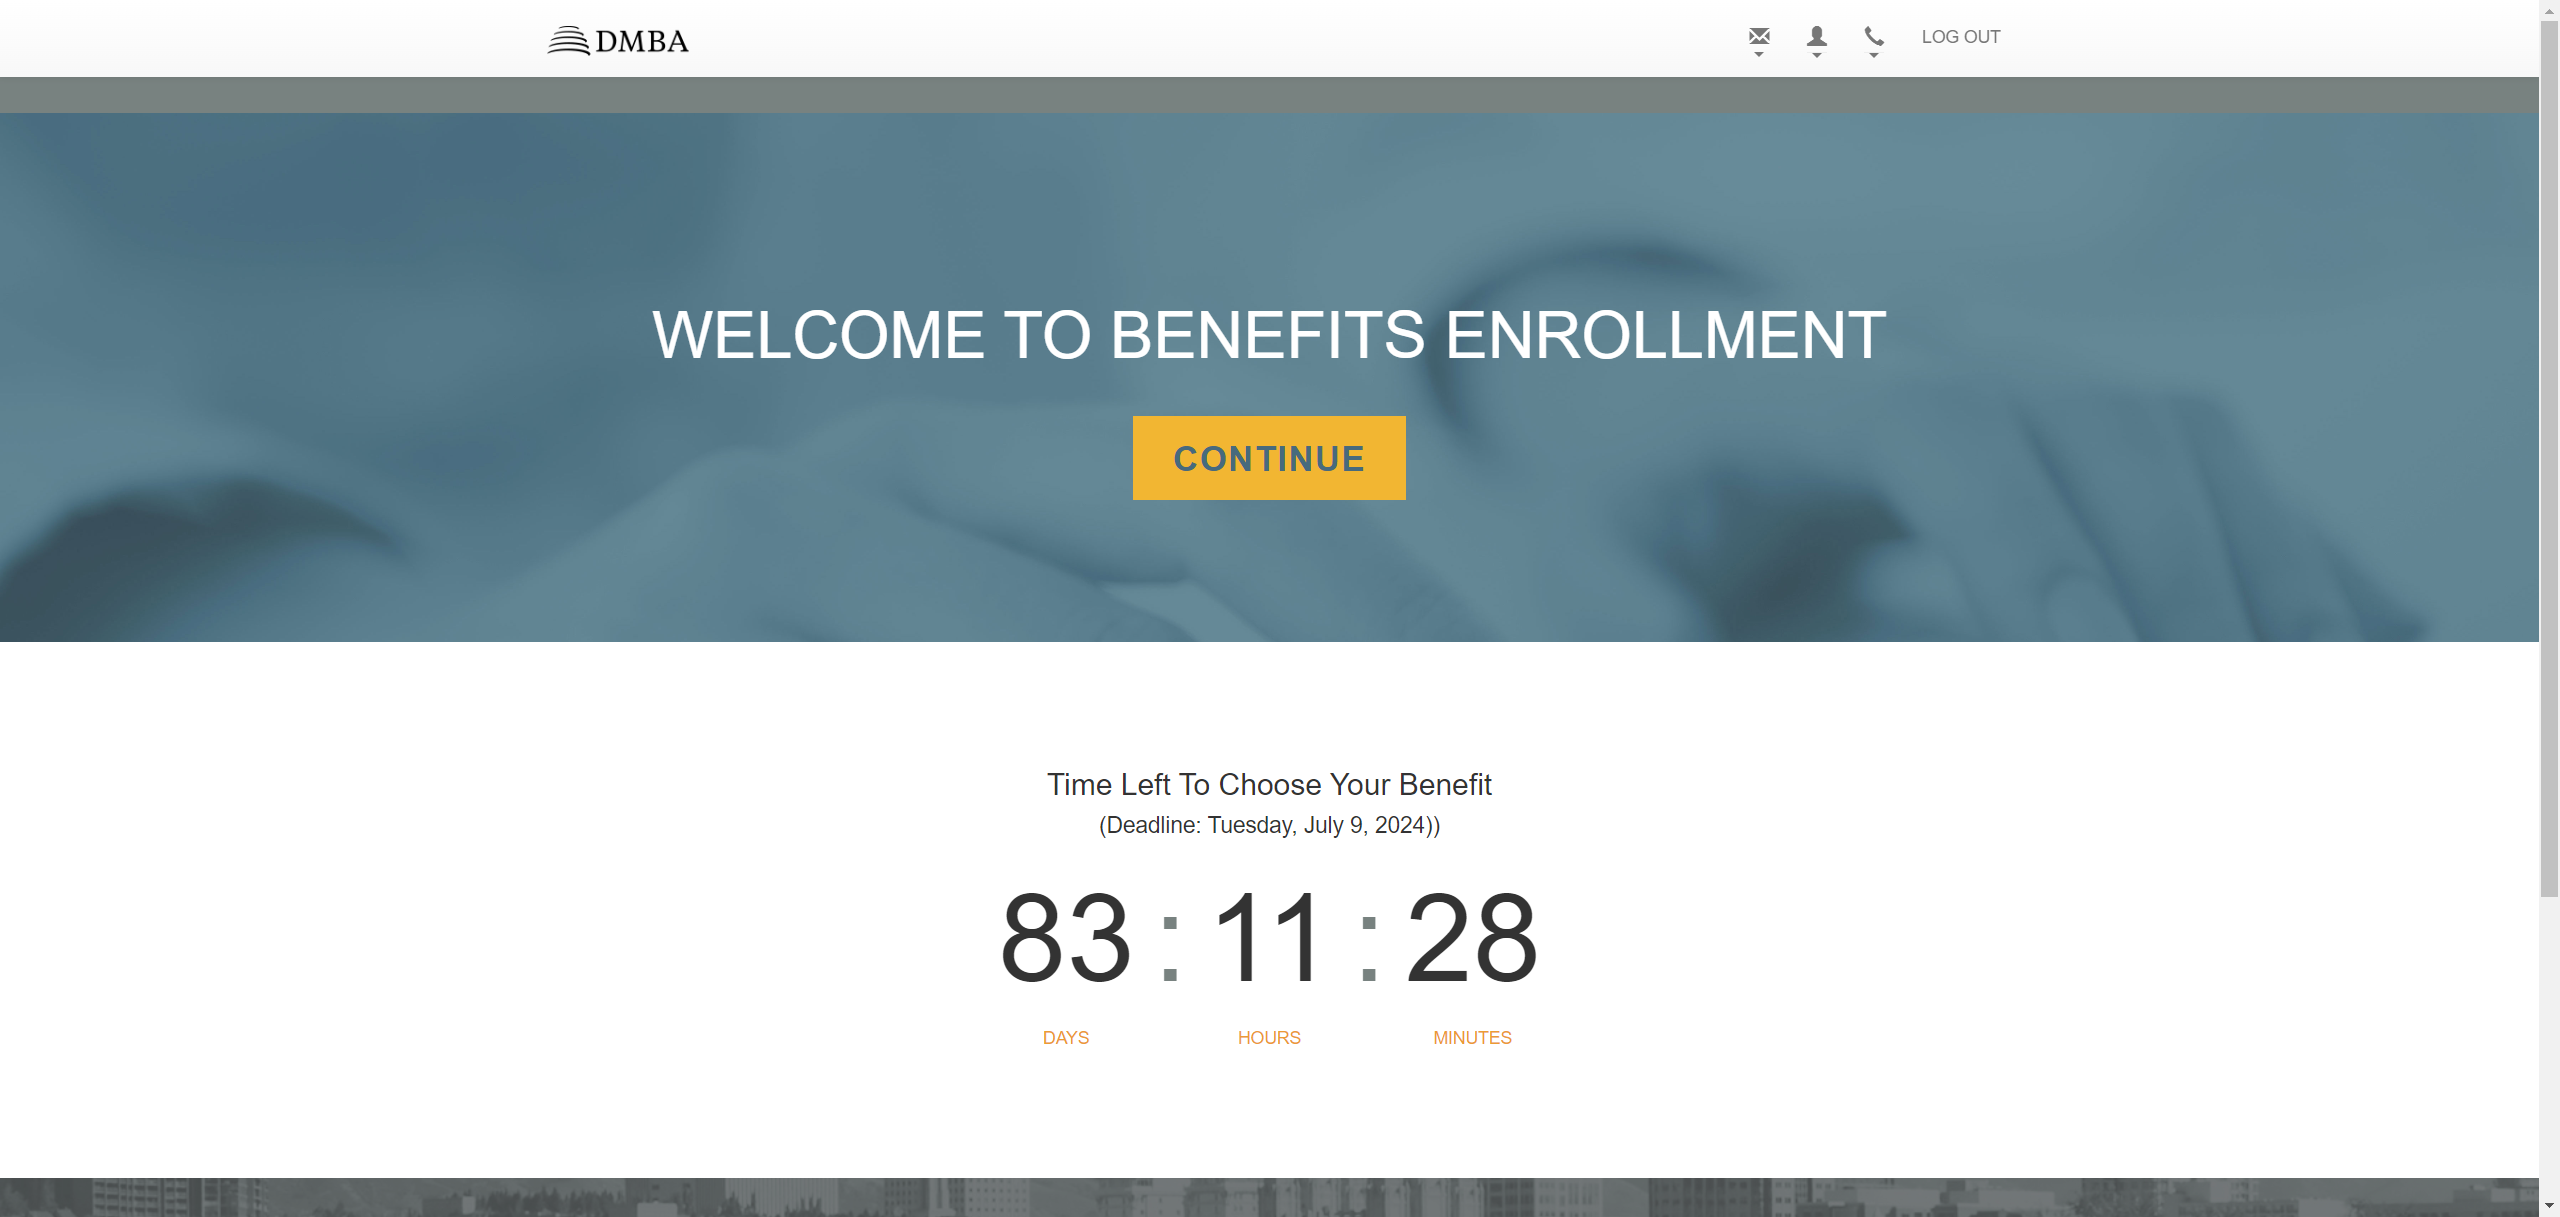 DMBA
LOG OUT
WELCOME TO BENEFITS ENROLLMENT
CONTINUE
Time Left To Choose Your Benefit
(Deadline: Tuesday, July 9, 2024))
83 : 11 : 28
DAYS HOURS MINUTES